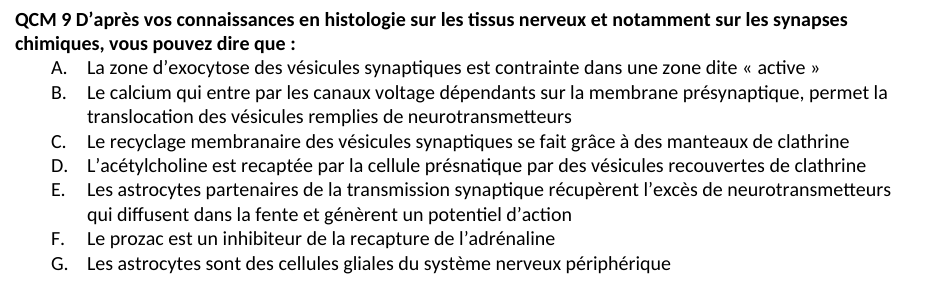 QCM 9 D’après vos connaissances en histologie sur les tissus nerveux et notamment sur les synapses
chimiques, vous pouvez dire que :
A. La zone d’exocytose des vésicules synaptiques est contrainte dans une zone dite « active »
B. Le calcium qui entre par les canaux voltage dépendants sur la membrane présynaptique, permet la
translocation des vésicules remplies de neurotransmetteurs
C. Le recyclage membranaire des vésicules synaptiques se fait grâce à des manteaux de clathrine
D. L’acétylcholine est recaptée par la cellule présnatique par des vésicules recouvertes de clathrine
E. Les astrocytes partenaires de la transmission synaptique récupèrent l’excès de neurotransmetteurs
qui diffusent dans la fente et génèrent un potentiel d’action
F. Le prozac est un inhibiteur de la recapture de l’adrénaline
G. Les astrocytes sont des cellules gliales du système nerveux périphérique